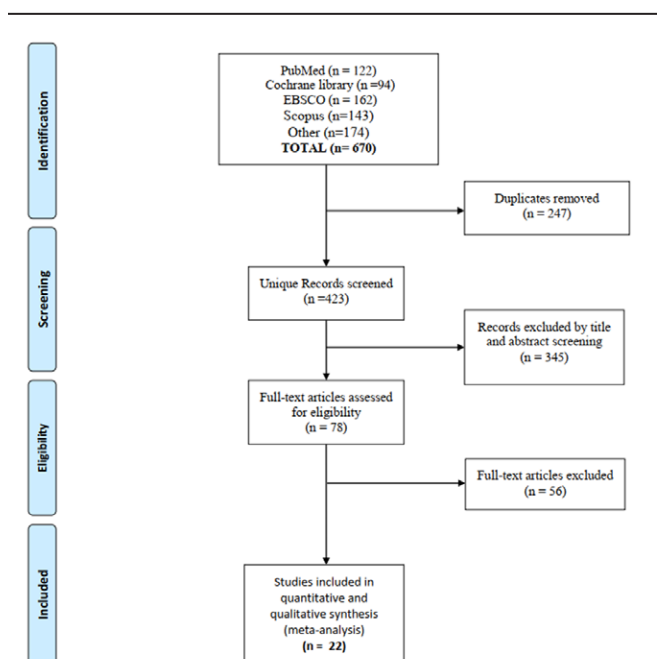 Identification
PubMed (n = 122)
Cochrane library (n =94)
EBSCO (n = 162)
Scopus (n=143)
Other (n=174)
TOTAL (n= 670)
Duplicates removed
(n = 247)
Screening
Unique Records screened
(n =423)
Records excluded by title
and abstract screening
(n = 345)
Eligibility
Full-text articles assessed
for eligibility
(n = 78)
Full-text articles excluded
(n = 56)
Included
Studies included in
quantitative and
qualitative synthesis
(meta-analysis)
(n = 22)